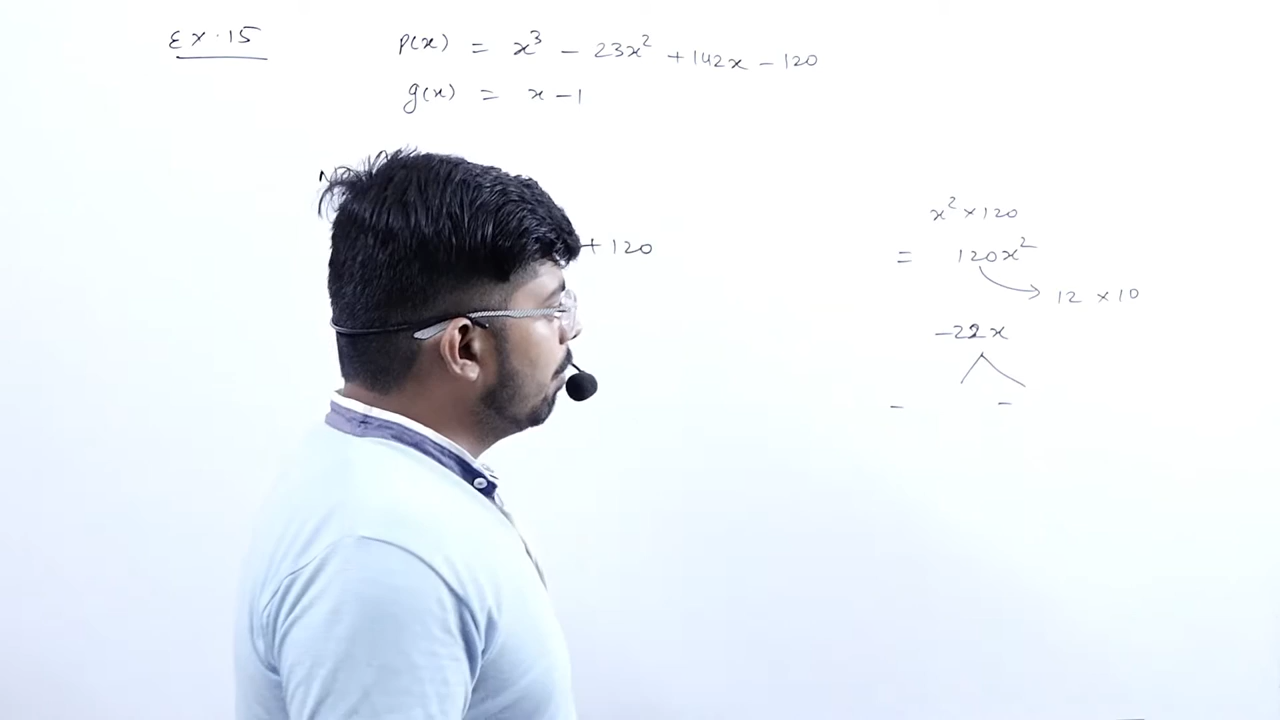 Ex. 15
p(x) = x³ - 23x² + 142x - 120
g(x) = x - 1
x² × 120
+ 120
= 120x²
12 × 10
-22x
- -